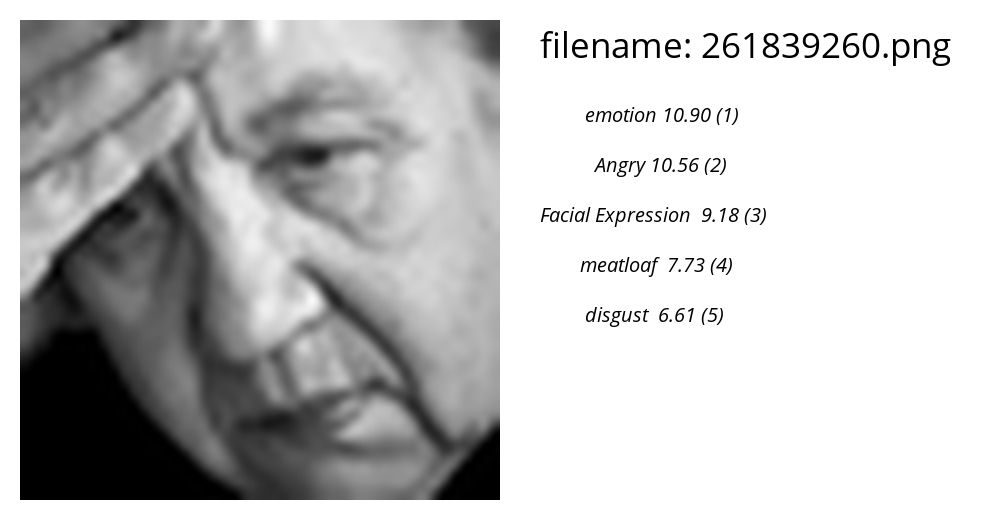 filename: 261839260.png
emotion 10.90 (1)
Angry 10.56 (2)
Facial Expression 9.18 (3)
meatloaf 7.73 (4)
disgust 6.61 (5)